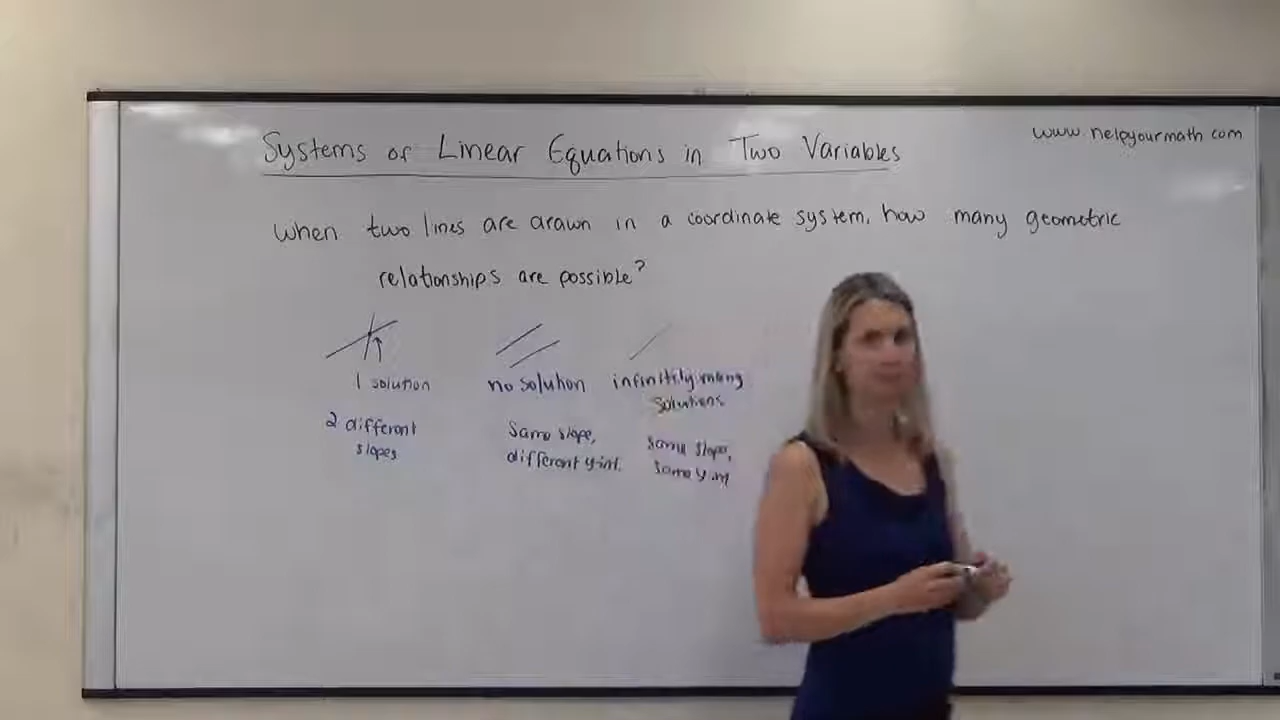 Systems of Linear Equations in Two Variables
www.helpyourmath.com
When two lines are drawn in a coordinate system, how many geometric
relationships are possible?
1 solution
no solution
infinitily many
solutions
2 different
slopes
same slope,
different y-int.
same slope,
same y-int